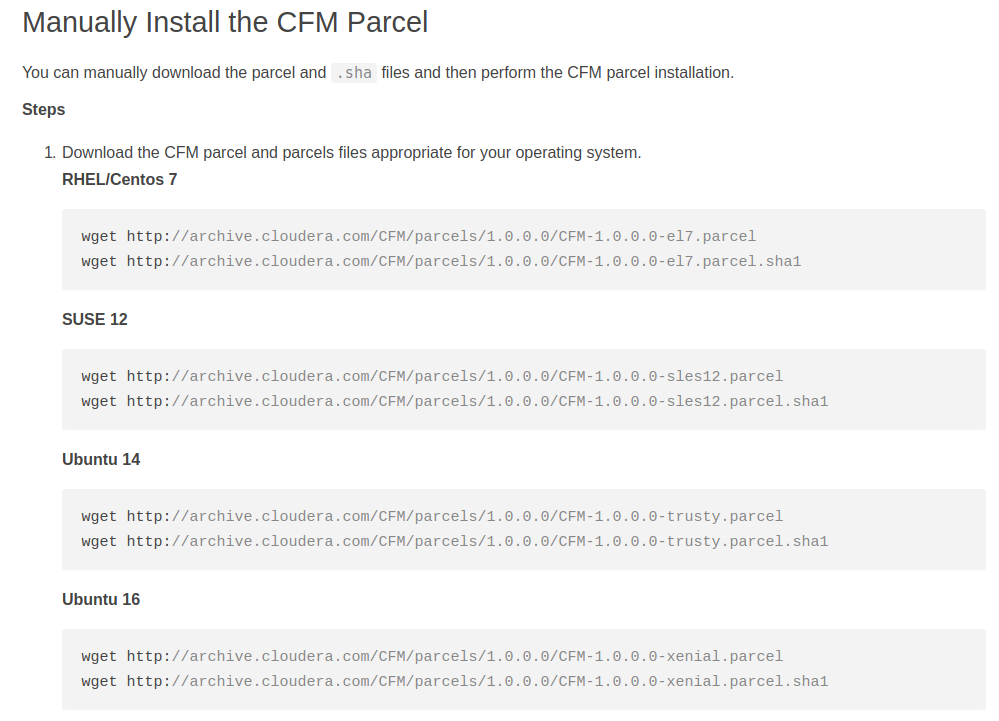 Manually Install the CFM Parcel
You can manually download the parcel and .sha files and then perform the CFM parcel installation.
Steps
1. Download the CFM parcel and parcels files appropriate for your operating system.
RHEL/Centos 7
wget http://archive.cloudera.com/CFM/parcels/1.0.0.0/CFM-1.0.0.0-el7.parcel
wget http://archive.cloudera.com/CFM/parcels/1.0.0.0/CFM-1.0.0.0-el7.parcel.sha1
SUSE 12
wget http://archive.cloudera.com/CFM/parcels/1.0.0.0/CFM-1.0.0.0-sles12.parcel
wget http://archive.cloudera.com/CFM/parcels/1.0.0.0/CFM-1.0.0.0-sles12.parcel.sha1
Ubuntu 14
wget http://archive.cloudera.com/CFM/parcels/1.0.0.0/CFM-1.0.0.0-trusty.parcel
wget http://archive.cloudera.com/CFM/parcels/1.0.0.0/CFM-1.0.0.0-trusty.parcel.sha1
Ubuntu 16
wget http://archive.cloudera.com/CFM/parcels/1.0.0.0/CFM-1.0.0.0-xenial.parcel
wget http://archive.cloudera.com/CFM/parcels/1.0.0.0/CFM-1.0.0.0-xenial.parcel.sha1